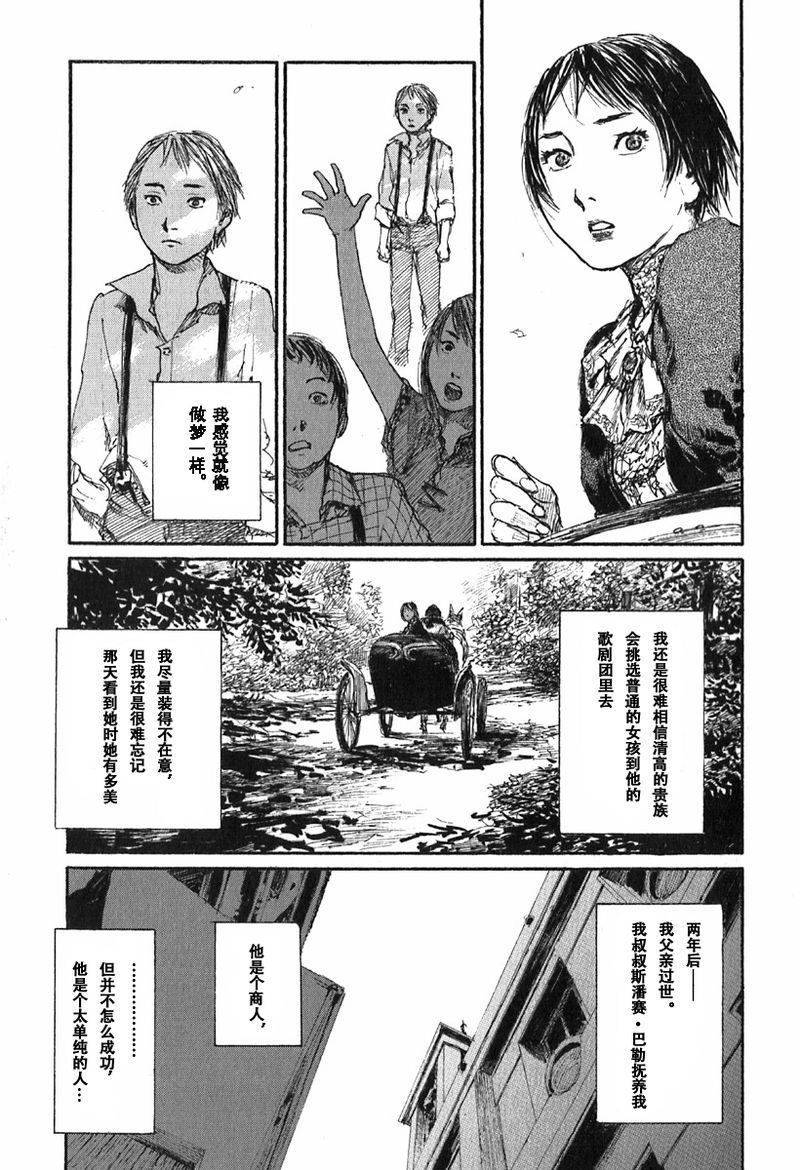 我感觉就像
做梦一样。
我还是很难相信清高的贵族
会挑选普通的女孩到他的
歌剧团里去
我尽量装得不在意,
但我还是很难忘记
那天看到她时她有多美
两年后——
我父亲过世。
我叔叔斯潘赛·巴勒抚养我
他是个商人,
………………
但并不怎么成功,
他是个太单纯的人…